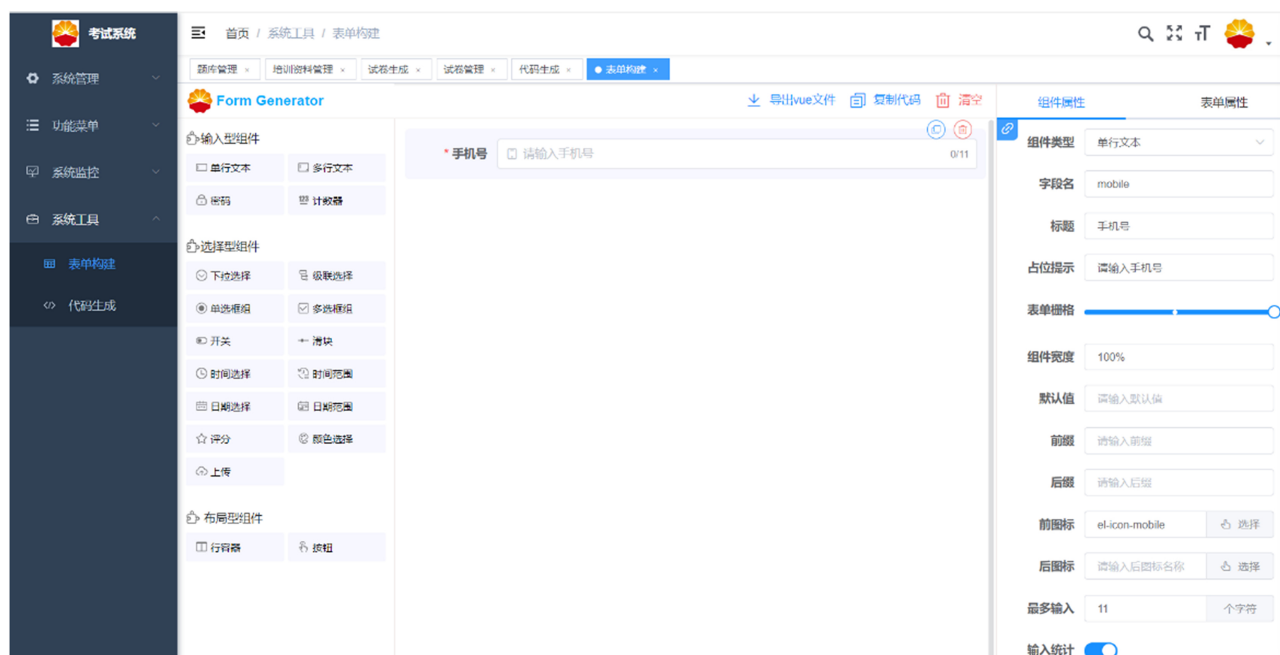 考试系统
首页 / 系统工具 / 表单构建
题库管理 × 培训资料管理 × 试卷生成 × 试卷管理 × 代码生成 × 表单构建 ×
系统管理
功能菜单
系统监控
系统工具
表单构建
代码生成
Form Generator
输入型组件
单行文本 多行文本
密码 计数器
选择型组件
下拉选择 级联选择
单选框组 多选框组
开关 滑块
时间选择 时间范围
日期选择 日期范围
评分 颜色选择
上传
布局型组件
行容器 按钮
导出vue文件 复制代码 清空
* 手机号 请输入手机号 0/11
组件属性 表单属性
组件类型 单行文本
字段名 mobile
标题 手机号
占位提示 请输入手机号
表单栅格
组件宽度 100%
默认值 请输入默认值
前缀 请输入前缀
后缀 请输入后缀
前图标 el-icon-mobile 选择
后图标 请输入后图标名称 选择
最多输入 11 个字符
输入统计